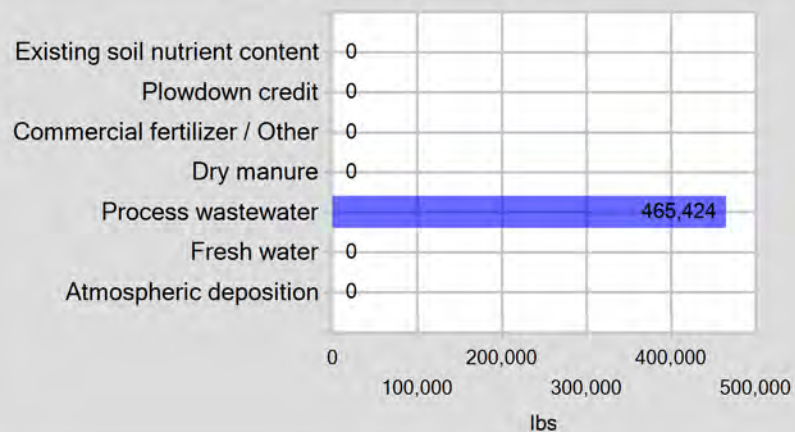 Existing soil nutrient content 0
Plowdown credit 0
Commercial fertilizer / Other 0
Dry manure 0
Process wastewater 465,424
Fresh water 0
Atmospheric deposition 0
0 200,000 400,000
100,000 300,000 500,000
lbs